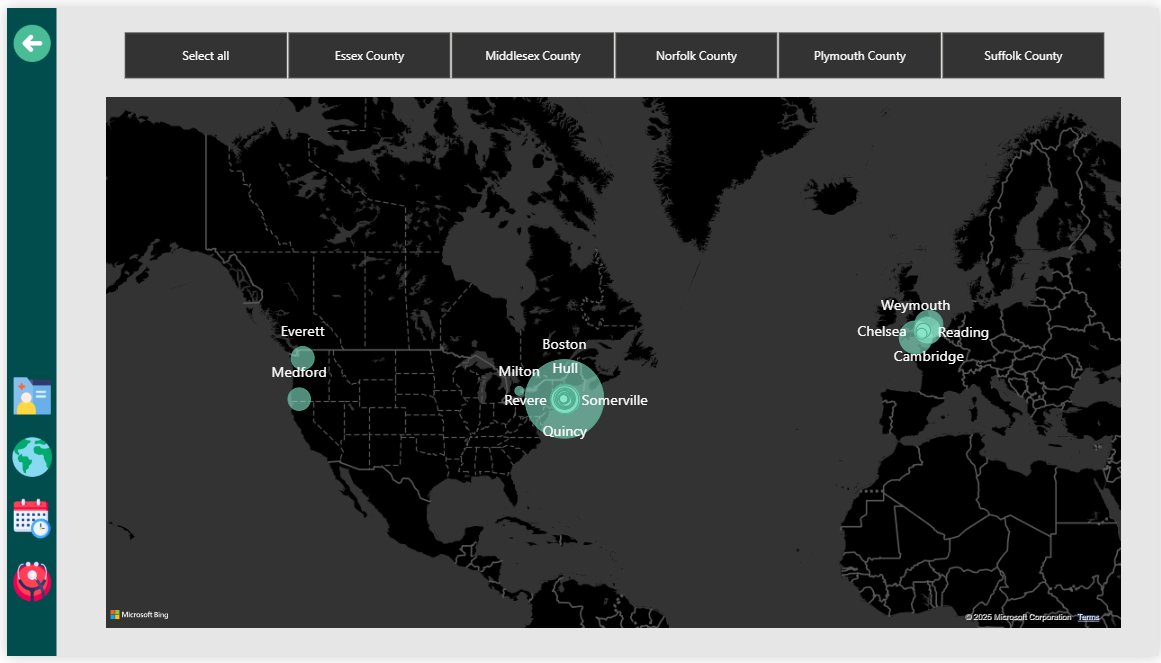 Select all
Essex County
Middlesex County
Norfolk County
Plymouth County
Suffolk County
Weymouth
Chelsea
Reading
Cambridge
Everett
Medford
Boston
Hull
Milton
Revere
Somerville
Quincy
Microsoft Bing
© 2025 Microsoft Corporation Terms